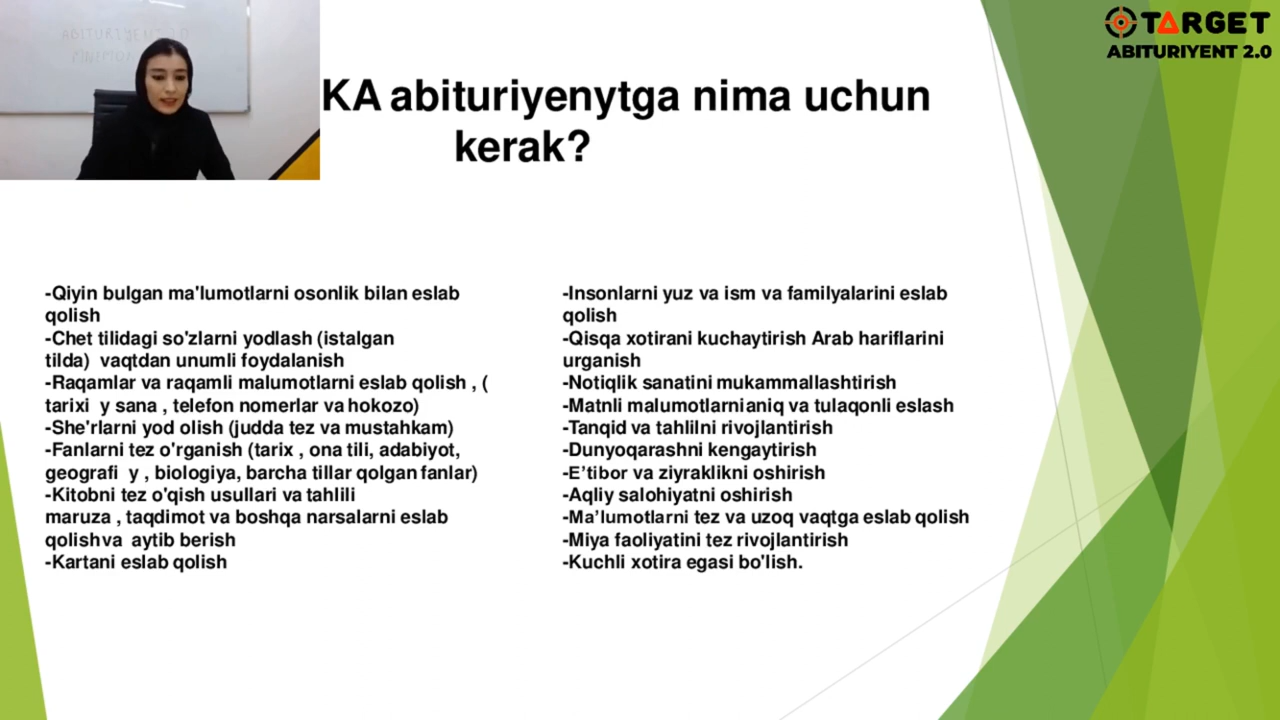 TARGET
ABITURIYENT 2.0
ABITURIYENT 2.0
KA abituriyenytga nima uchun
kerak?
-Qiyin bulgan ma'lumotlarni osonlik bilan eslab
qolish
-Chet tilidagi so'zlarni yodlash (istalgan
tilda) vaqtdan unumli foydalanish
-Raqamlar va raqamli malumotlarni eslab qolish , (
tarixi y sana , telefon nomerlar va hokozo)
-She'rlarni yod olish (judda tez va mustahkam)
-Fanlarni tez o'rganish (tarix , ona tili, adabiyot,
geografi y , biologiya, barcha tillar qolgan fanlar)
-Kitobni tez o'qish usullari va tahlili
maruza , taqdimot va boshqa narsalarni eslab
qolishva aytib berish
-Kartani eslab qolish
-Insonlarni yuz va ism va familyalarini eslab
qolish
-Qisqa xotirani kuchaytirish Arab hariflarini
urganish
-Notiqlik sanatini mukammallashtirish
-Matnli malumotlarnianiq va tulaqonli eslash
-Tanqid va tahlilni rivojlantirish
-Dunyoqarashni kengaytirish
-E’tibor va ziyraklikni oshirish
-Aqliy salohiyatni oshirish
-Ma’lumotlarni tez va uzoq vaqtga eslab qolish
-Miya faoliyatini tez rivojlantirish
-Kuchli xotira egasi bo'lish.